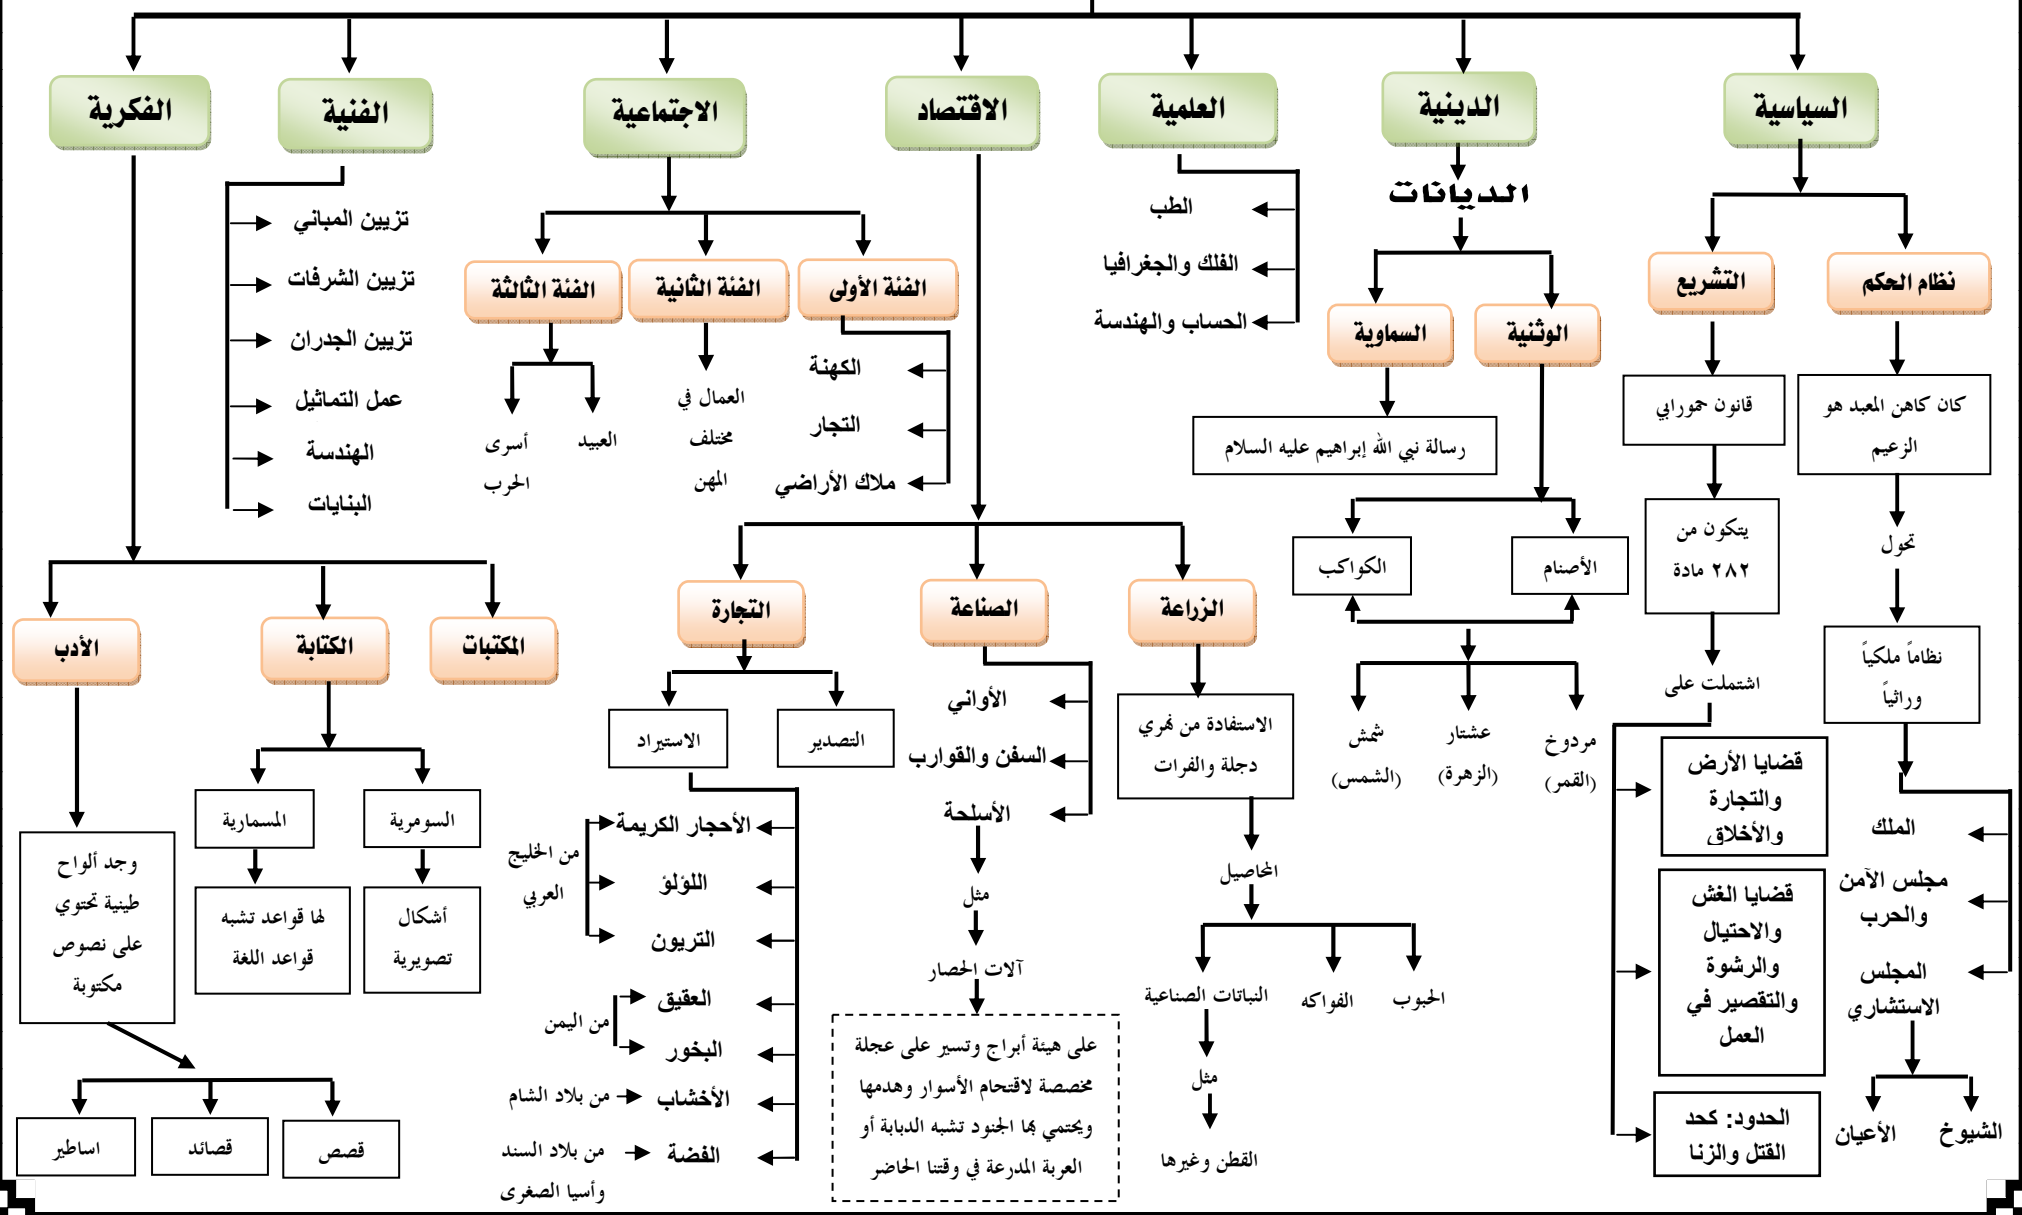 السياسية
نظام الحكم
كان كاهن المعبد هو
الزعيم
تحول
نظاماً ملكياً
وراثياً
الملك
مجلس الآمن
والحرب
المجلس
الاستشاري
الشيوخ
الأعيان
التشريع
قانون حمورابي
يتكون من
٢٨٢ مادة
اشتملت على
قضايا الأرض
والتجارة
والأخلاق
قضايا الغش
والاحتيال
والرشوة
والتقصير في
العمل
الحدود: كحد
القتل والزنا
الدينية
الديانات
الوثنية
الأصنام
الكواكب
مردوخ
(القمر)
عشتار
(الزهرة)
شمش
(الشمس)
السماوية
رسالة نبي الله إبراهيم عليه السلام
العلمية
الطب
الفلك والجغرافيا
الحساب والهندسة
الاقتصاد
الزراعة
الاستفادة من نهري
دجلة والفرات
المحاصيل
الحبوب
الفواكه
النباتات الصناعية
مثل
القطن وغيرها
الصناعة
الأواني
السفن والقوارب
الأسلحة
مثل
آلات الحصار
على هيئة أبراج وتسير على عجلة
مخصصة لاقتحام الأسوار وهدمها
ويحتمي بها الجنود تشبه الدبابة أو
العربة المدرعة في وقتنا الحاضر
التجارة
التصدير
الاستيراد
الأحجار الكريمة
اللؤلؤ
التريون
من الخليج
العربي
العقيق
البخور
من اليمن
الأخشاب
من بلاد الشام
الفضة
من بلاد السند
وأسيا الصغرى
الاجتماعية
الفئة الأولى
الكهنة
التجار
ملاك الأراضي
الفئة الثانية
العمال في
مختلف
المهن
الفئة الثالثة
العبيد
أسرى
الحرب
الفنية
تزيين المباني
تزيين الشرفات
تزيين الجدران
عمل التماثيل
الهندسة
البنايات
الفكرية
المكتبات
الكتابة
السومرية
أشكال
تصويرية
المسمارية
لها قواعد تشبه
قواعد اللغة
الأدب
وجد ألواح
طينية تحتوي
على نصوص
مكتوبة
قصص
قصائد
اساطير